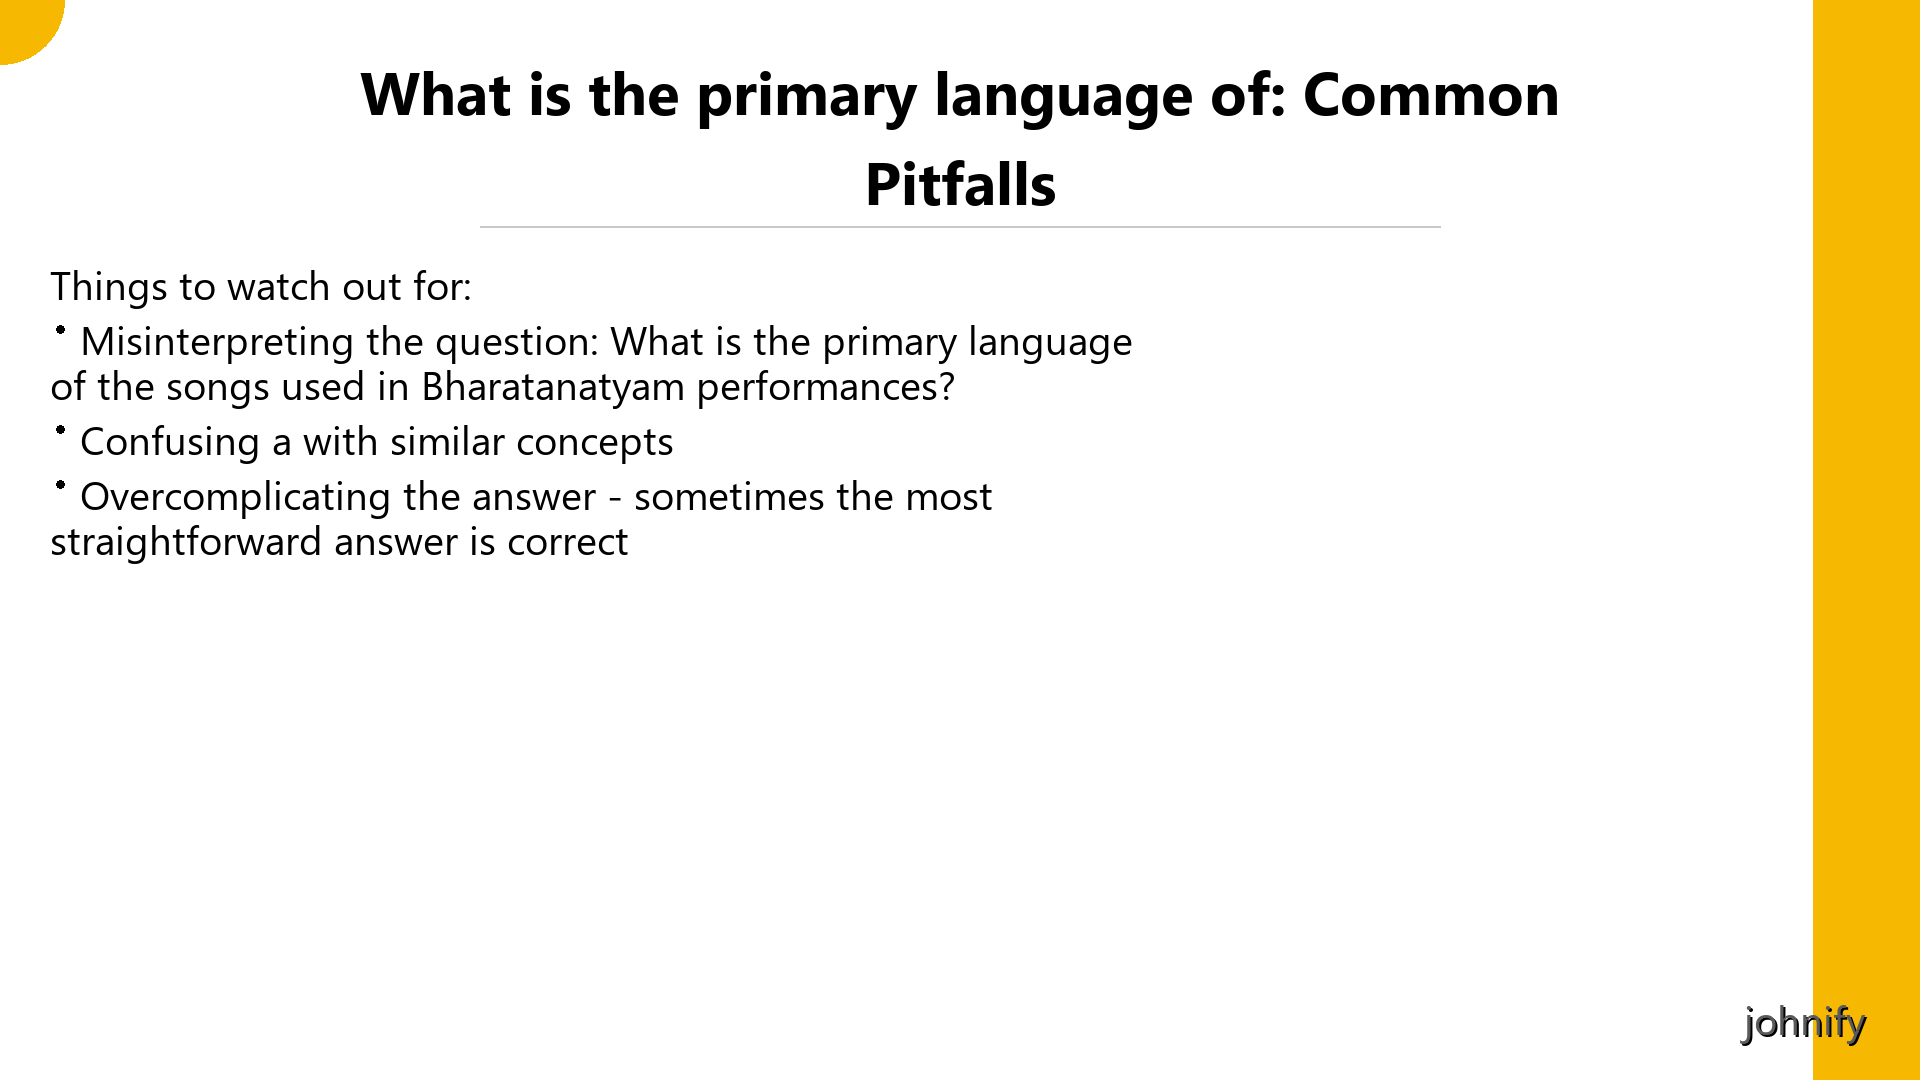 What is the primary language of: Common
Pitfalls
Things to watch out for:
• Misinterpreting the question: What is the primary language
of the songs used in Bharatanatyam performances?
• Confusing a with similar concepts
• Overcomplicating the answer - sometimes the most
straightforward answer is correct
johnify